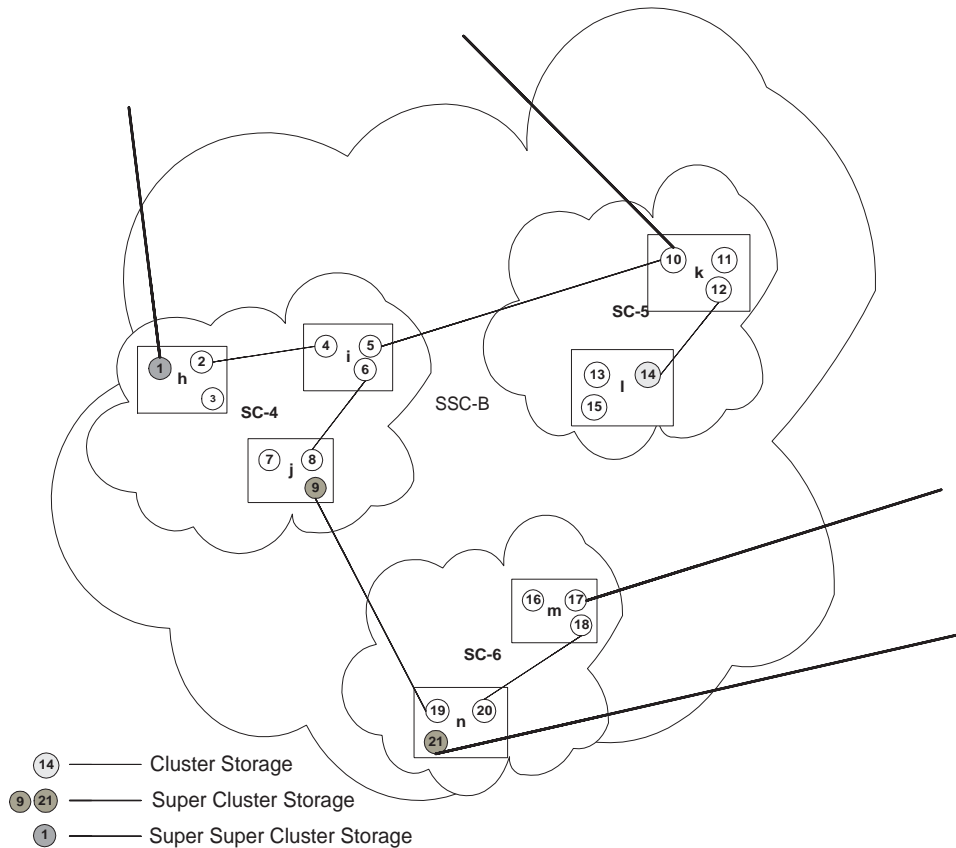 10
11
k
12
SC-5
4
5
i
6
1
2
h
3
13
14
l
15
SC-4
SSC-B
7
8
j
9
16
17
m
18
SC-6
19
20
n
21
14 Cluster Storage
9 21 Super Cluster Storage
1 Super Super Cluster Storage